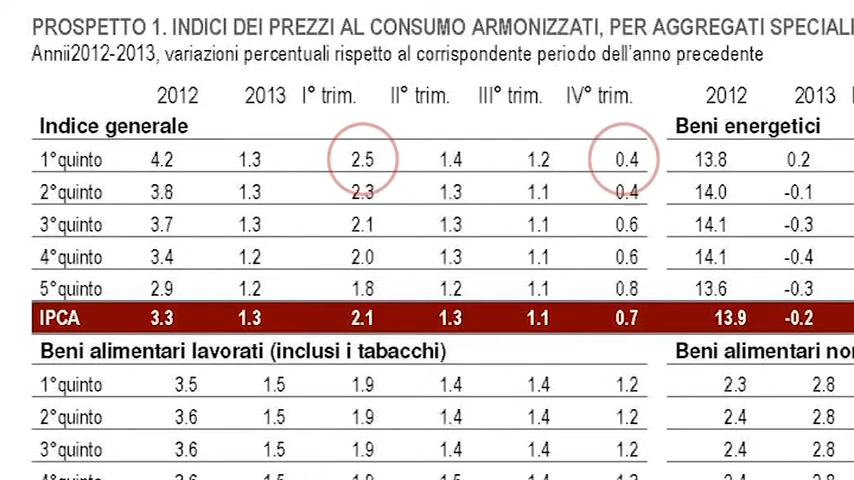 PROSPETTO 1. INDICI DEI PREZZI AL CONSUMO ARMONIZZATI, PER AGGREGATI SPECIALI
Annii2012-2013, variazioni percentuali rispetto al corrispondente periodo dell'anno precedente
2012 2013 I° trim. II° trim. III° trim. IV° trim. 2012 2013
Indice generale Beni energetici
1°quinto 4.2 1.3 2.5 1.4 1.2 0.4 13.8 0.2
2°quinto 3.8 1.3 2.3 1.3 1.1 0.4 14.0 -0.1
3°quinto 3.7 1.3 2.1 1.3 1.1 0.6 14.1 -0.3
4°quinto 3.4 1.2 2.0 1.3 1.1 0.6 14.1 -0.4
5°quinto 2.9 1.2 1.8 1.2 1.1 0.8 13.6 -0.3
IPCA 3.3 1.3 2.1 1.3 1.1 0.7 13.9 -0.2
Beni alimentari lavorati (inclusi i tabacchi) Beni alimentari
1°quinto 3.5 1.5 1.9 1.4 1.4 1.2 2.3 2.8
2°quinto 3.6 1.5 1.9 1.4 1.4 1.2 2.4 2.8
3°quinto 3.6 1.5 1.9 1.4 1.4 1.2 2.4 2.8